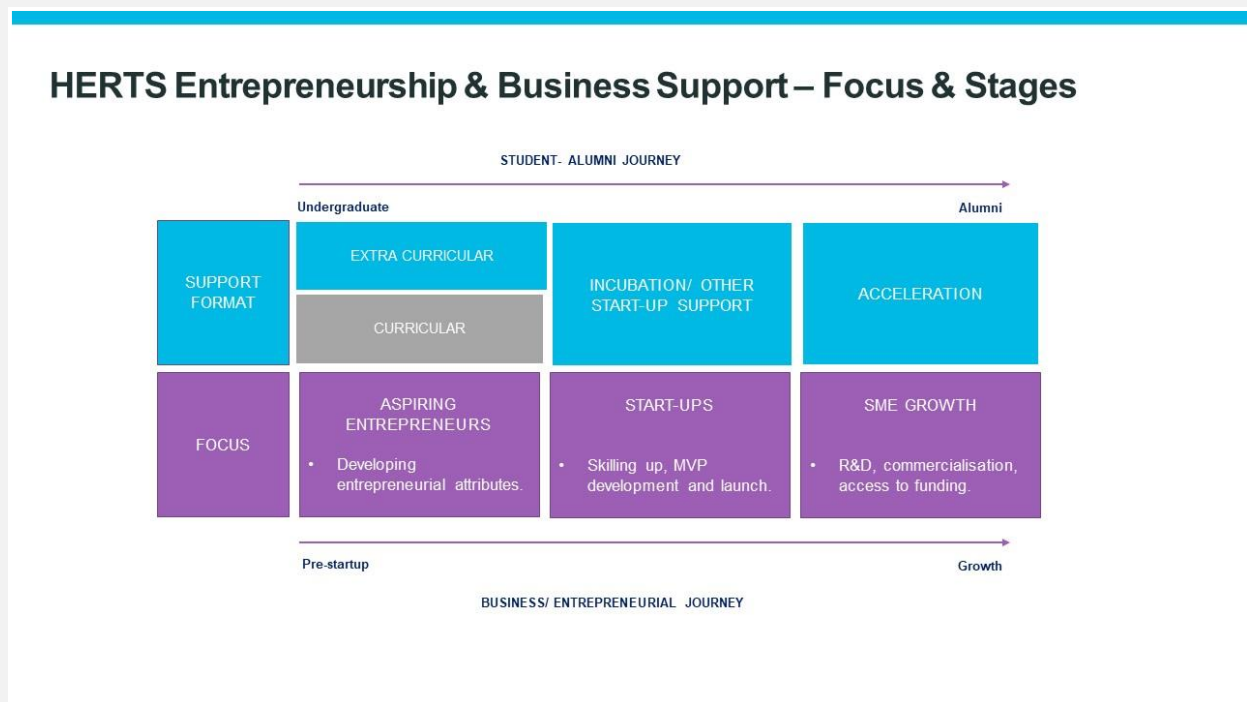 HERTS Entrepreneurship & Business Support – Focus & Stages
STUDENT- ALUMNI JOURNEY
Undergraduate
Alumni
SUPPORT
FORMAT
EXTRA CURRICULAR
CURRICULAR
INCUBATION/ OTHER
START-UP SUPPORT
ACCELERATION
FOCUS
ASPIRING
ENTREPRENEURS
• Developing
entrepreneurial attributes.
START-UPS
• Skilling up, MVP
development and launch.
SME GROWTH
• R&D, commercialisation,
access to funding.
Pre-startup
Growth
BUSINESS/ ENTREPRENEURIAL JOURNEY